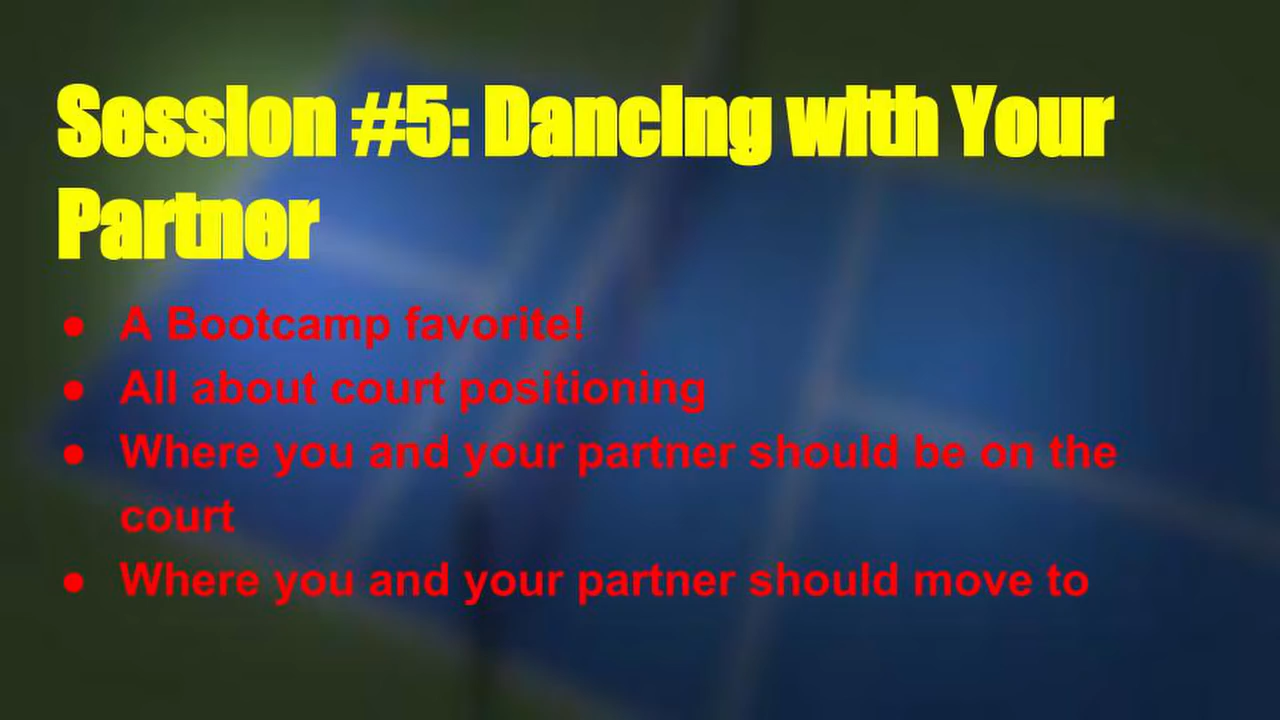 Session #5: Dancing with Your
Partner
● A Bootcamp favorite!
● All about court positioning
● Where you and your partner should be on the
court
● Where you and your partner should move to